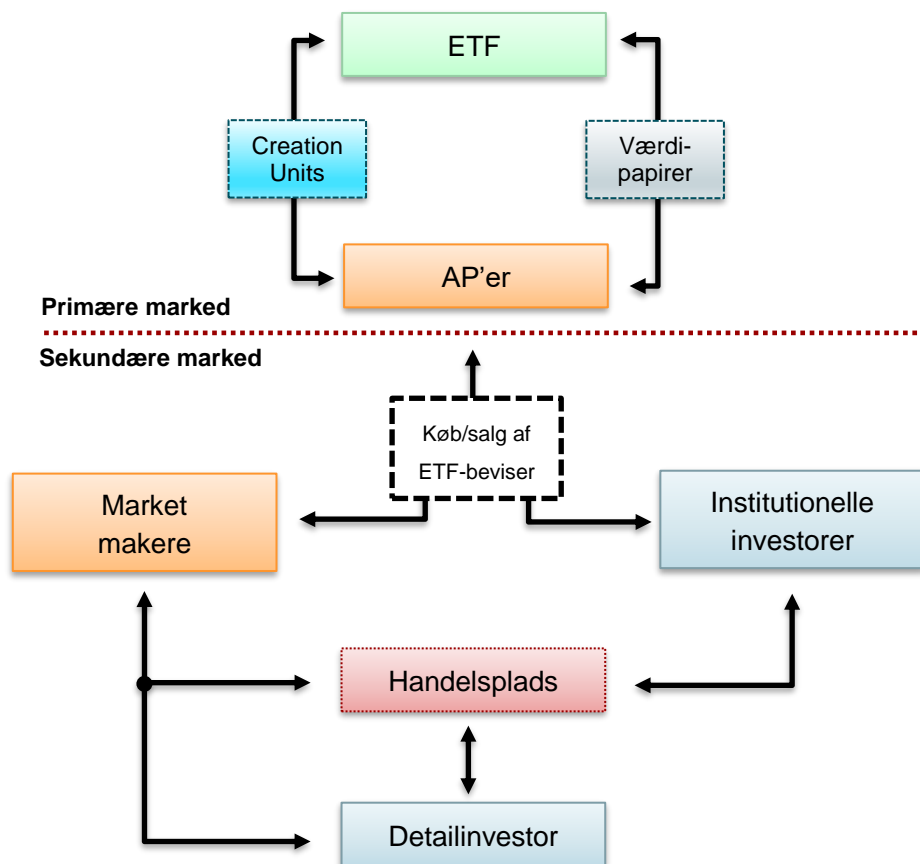 ETF
Creation
Units
Værdi-
papirer
AP’er
Primære marked
Sekundære marked
Køb/salg af
ETF-beviser
Market
makere
Institutionelle
investorer
Handelsplads
Detailinvestor